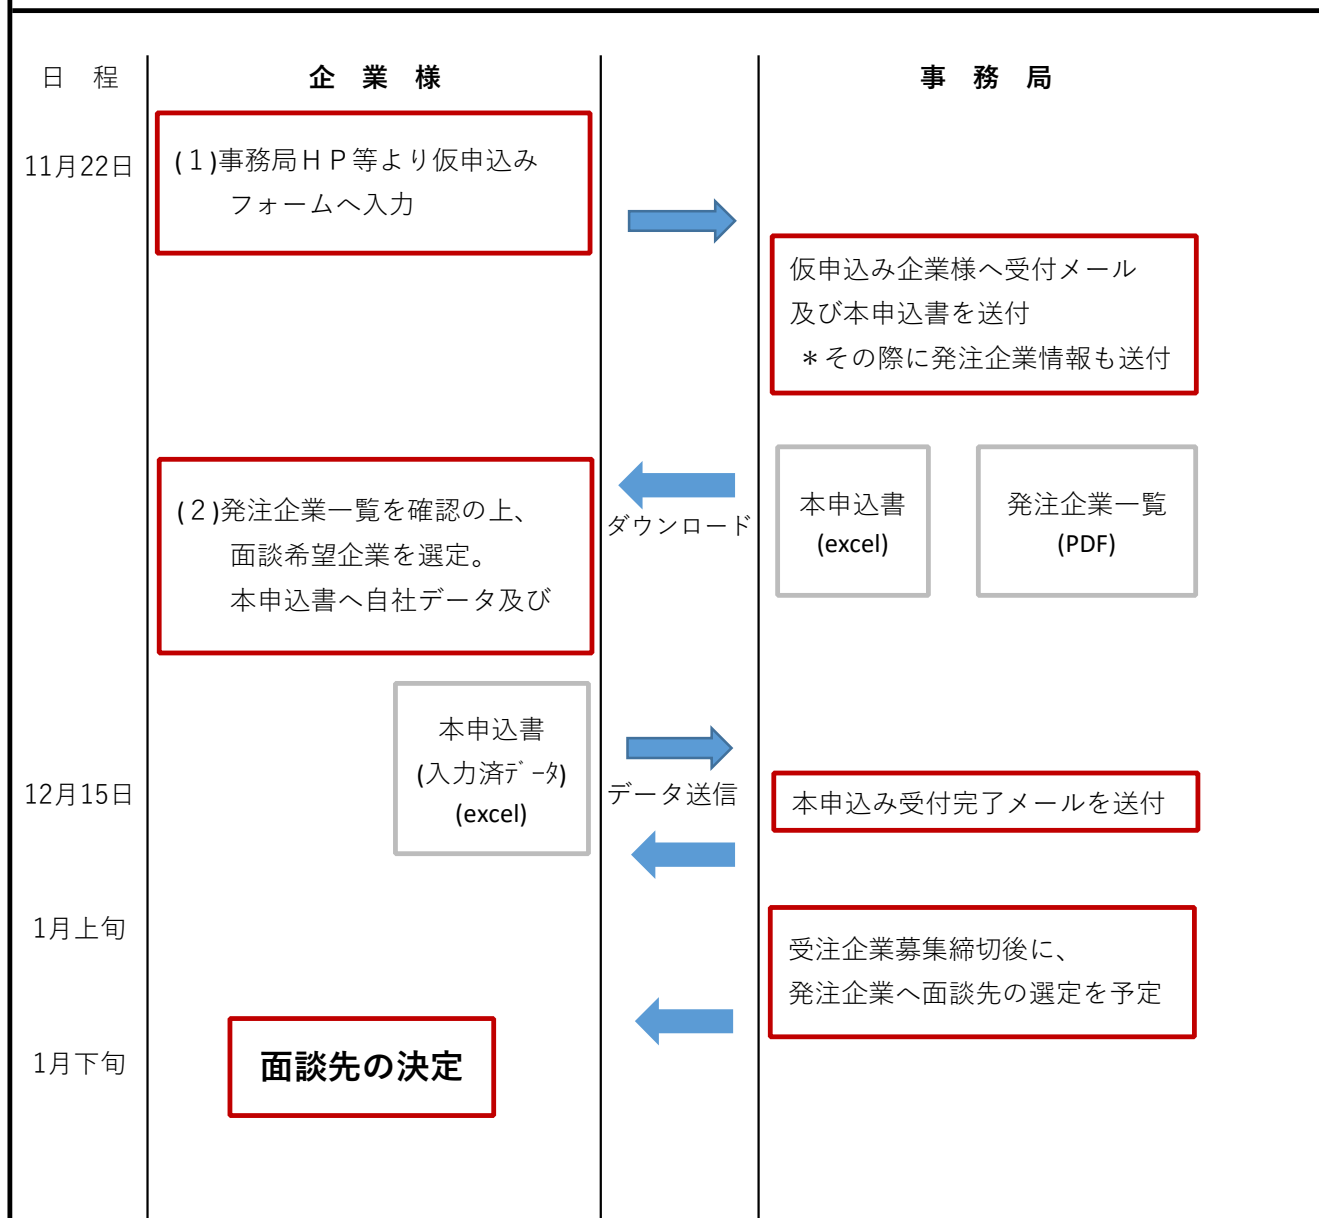 日 程
企 業 様
事 務 局
11月22日
(１)事務局ＨＰ等より仮申込み
フォームへ入力
仮申込み企業様へ受付メール
及び本申込書を送付
＊その際に発注企業情報も送付
(２)発注企業一覧を確認の上、
面談希望企業を選定。
本申込書へ自社データ及び
ダウンロード
本申込書
(excel)
発注企業一覧
(PDF)
本申込書
(入力済ﾃﾞｰﾀ)
(excel)
12月15日
データ送信
本申込み受付完了メールを送付
1月上旬
受注企業募集締切後に、
発注企業へ面談先の選定を予定
1月下旬
面談先の決定